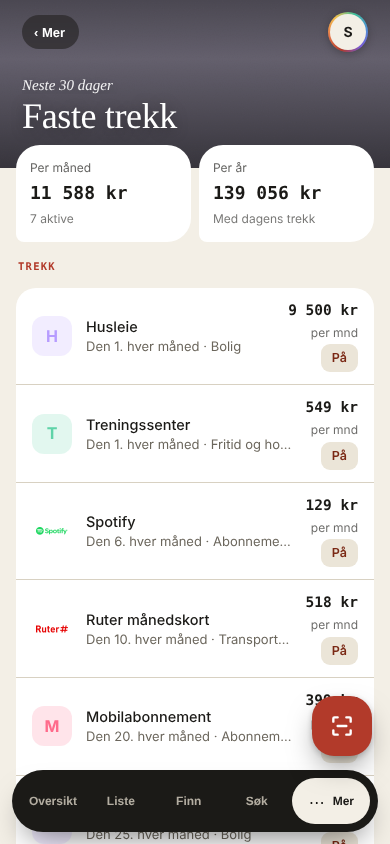 ‹ Mer
S
Neste 30 dager
Faste trekk
Per måned
11 588 kr
7 aktive
Per år
139 056 kr
Med dagens trekk
TREKK
H
Husleie
Den 1. hver måned · Bolig
9 500 kr
per mnd
På
T
Treningssenter
Den 1. hver måned · Fritid og ho...
549 kr
per mnd
På
Spotify
Spotify
Den 6. hver måned · Abonneme...
129 kr
per mnd
På
Ruter#
Ruter månedskort
Den 10. hver måned · Transport...
518 kr
per mnd
På
M
Mobilabonnement
Den 20. hver måned · Abonnem...
Oversikt
Liste
Finn
Søk
... Mer
Den 25. hver måned · Bolig